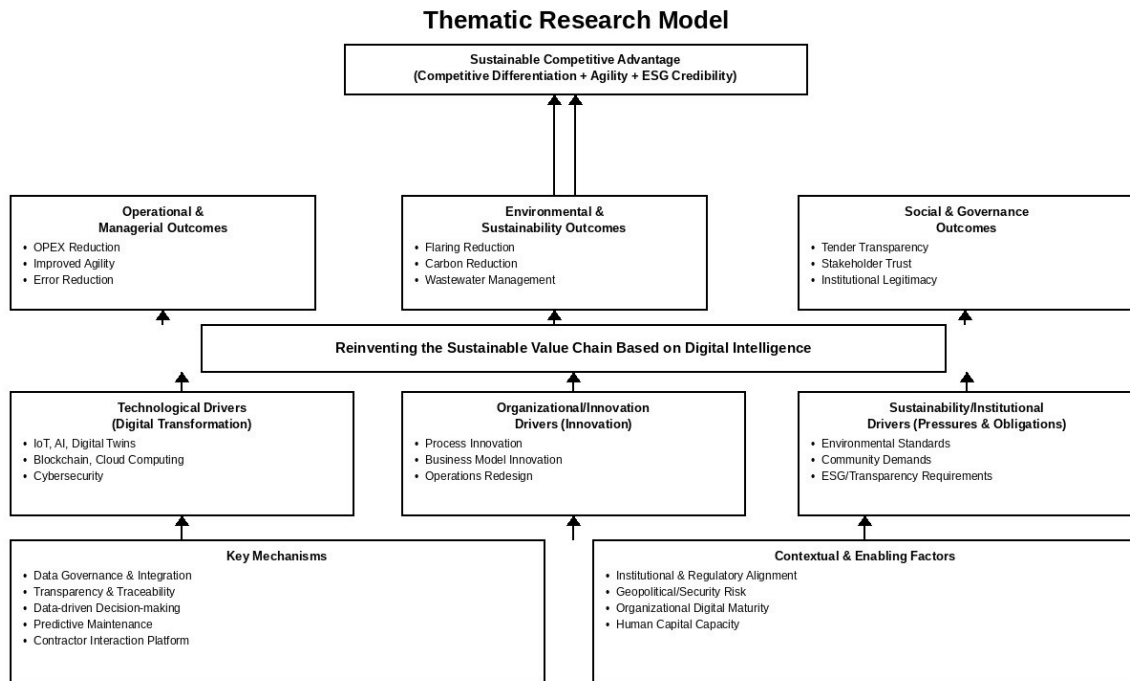 Thematic Research Model
Sustainable Competitive Advantage
(Competitive Differentiation + Agility + ESG Credibility)
Operational &
Managerial Outcomes
• OPEX Reduction
• Improved Agility
• Error Reduction
Environmental &
Sustainability Outcomes
• Flaring Reduction
• Carbon Reduction
• Wastewater Management
Social & Governance
Outcomes
• Tender Transparency
• Stakeholder Trust
• Institutional Legitimacy
Reinventing the Sustainable Value Chain Based on Digital Intelligence
Technological Drivers
(Digital Transformation)
• IoT, AI, Digital Twins
• Blockchain, Cloud Computing
• Cybersecurity
Organizational/Innovation
Drivers (Innovation)
• Process Innovation
• Business Model Innovation
• Operations Redesign
Sustainability/Institutional
Drivers (Pressures & Obligations)
• Environmental Standards
• Community Demands
• ESG/Transparency Requirements
Key Mechanisms
• Data Governance & Integration
• Transparency & Traceability
• Data-driven Decision-making
• Predictive Maintenance
• Contractor Interaction Platform
Contextual & Enabling Factors
• Institutional & Regulatory Alignment
• Geopolitical/Security Risk
• Organizational Digital Maturity
• Human Capital Capacity